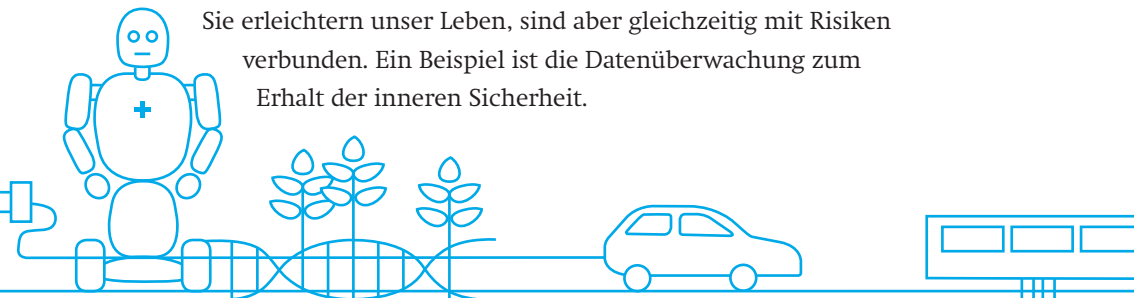 Sie erleichtern unser Leben, sind aber gleichzeitig mit Risiken
verbunden. Ein Beispiel ist die Datenüberwachung zum
Erhalt der inneren Sicherheit.